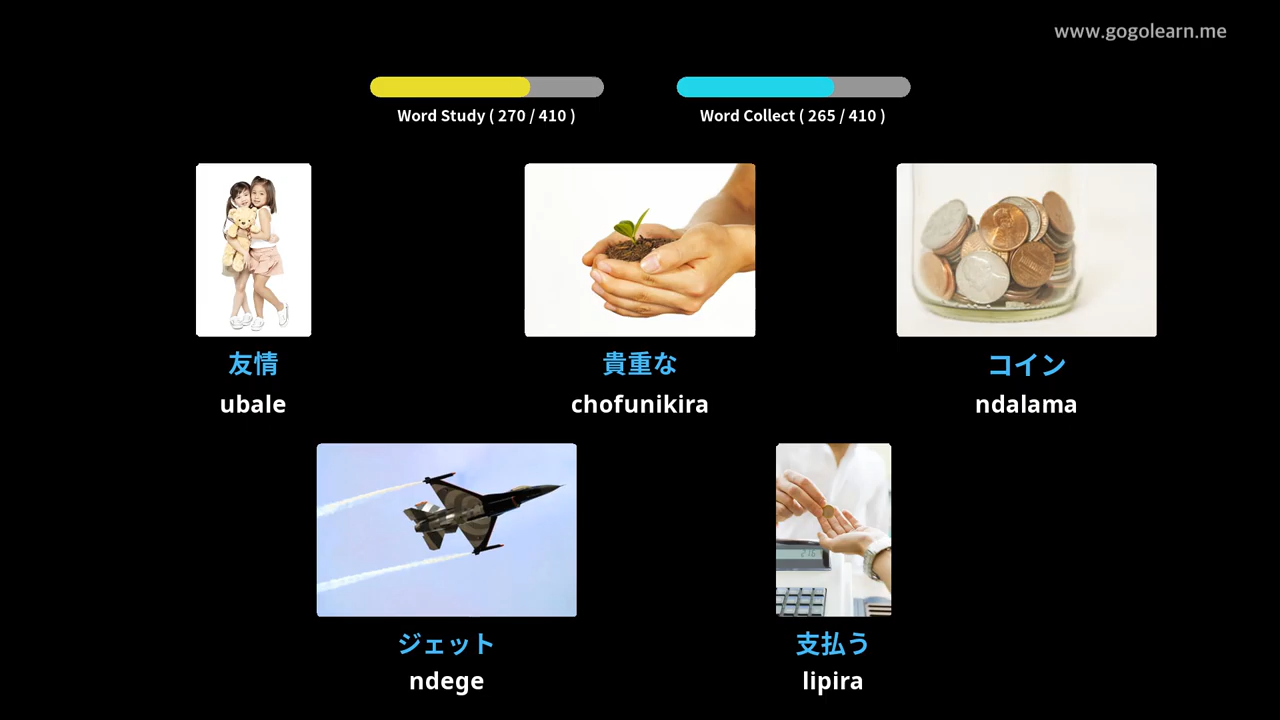 www.gogolearn.me
Word Study ( 270 / 410 )
Word Collect ( 265 / 410 )
友情
ubale
貴重な
chofunikira
コイン
ndalama
ジェット
ndege
支払う
lipira